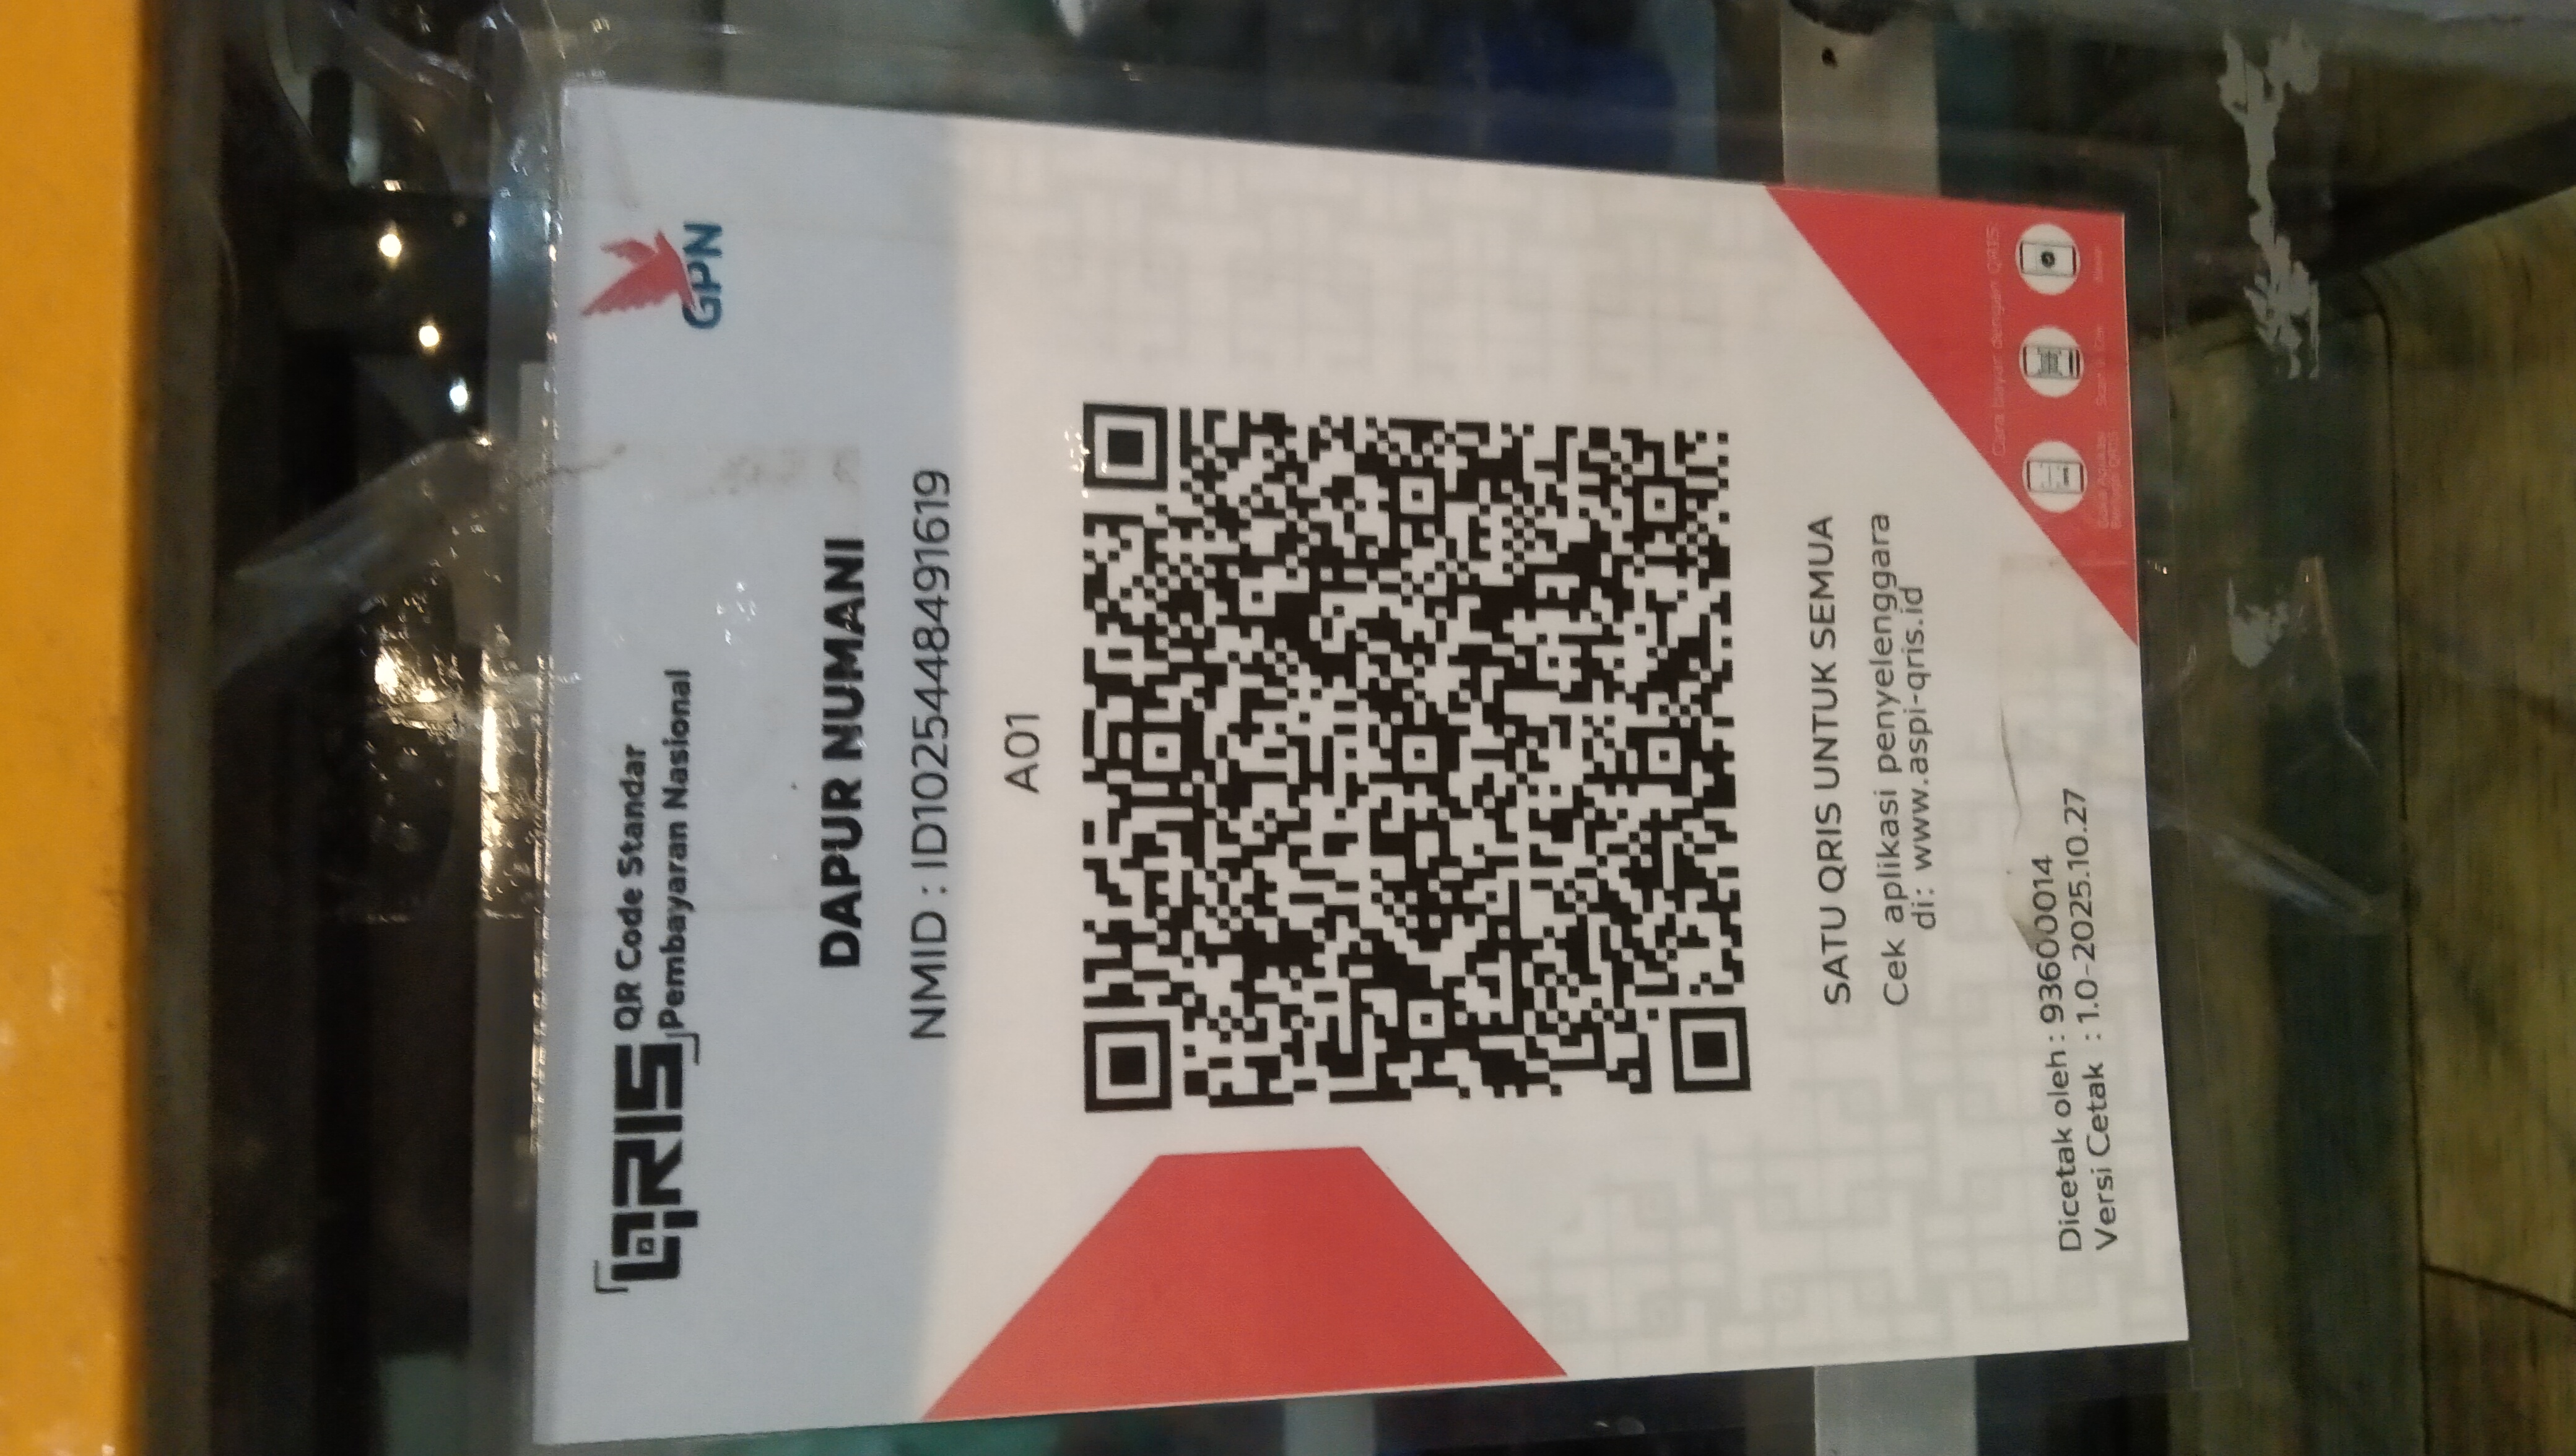 QRIS QR Code Standar
Pembayaran Nasional
GPN
DAPUR NUMANI
NMID : ID1025448491619
A01
SATU QRIS UNTUK SEMUA
Cek aplikasi penyelenggara
di: www.aspi-qris.id
Dicetak oleh : 93600014
Versi Cetak : 1.0-2025.10.27
Cara bayar dengan QRIS